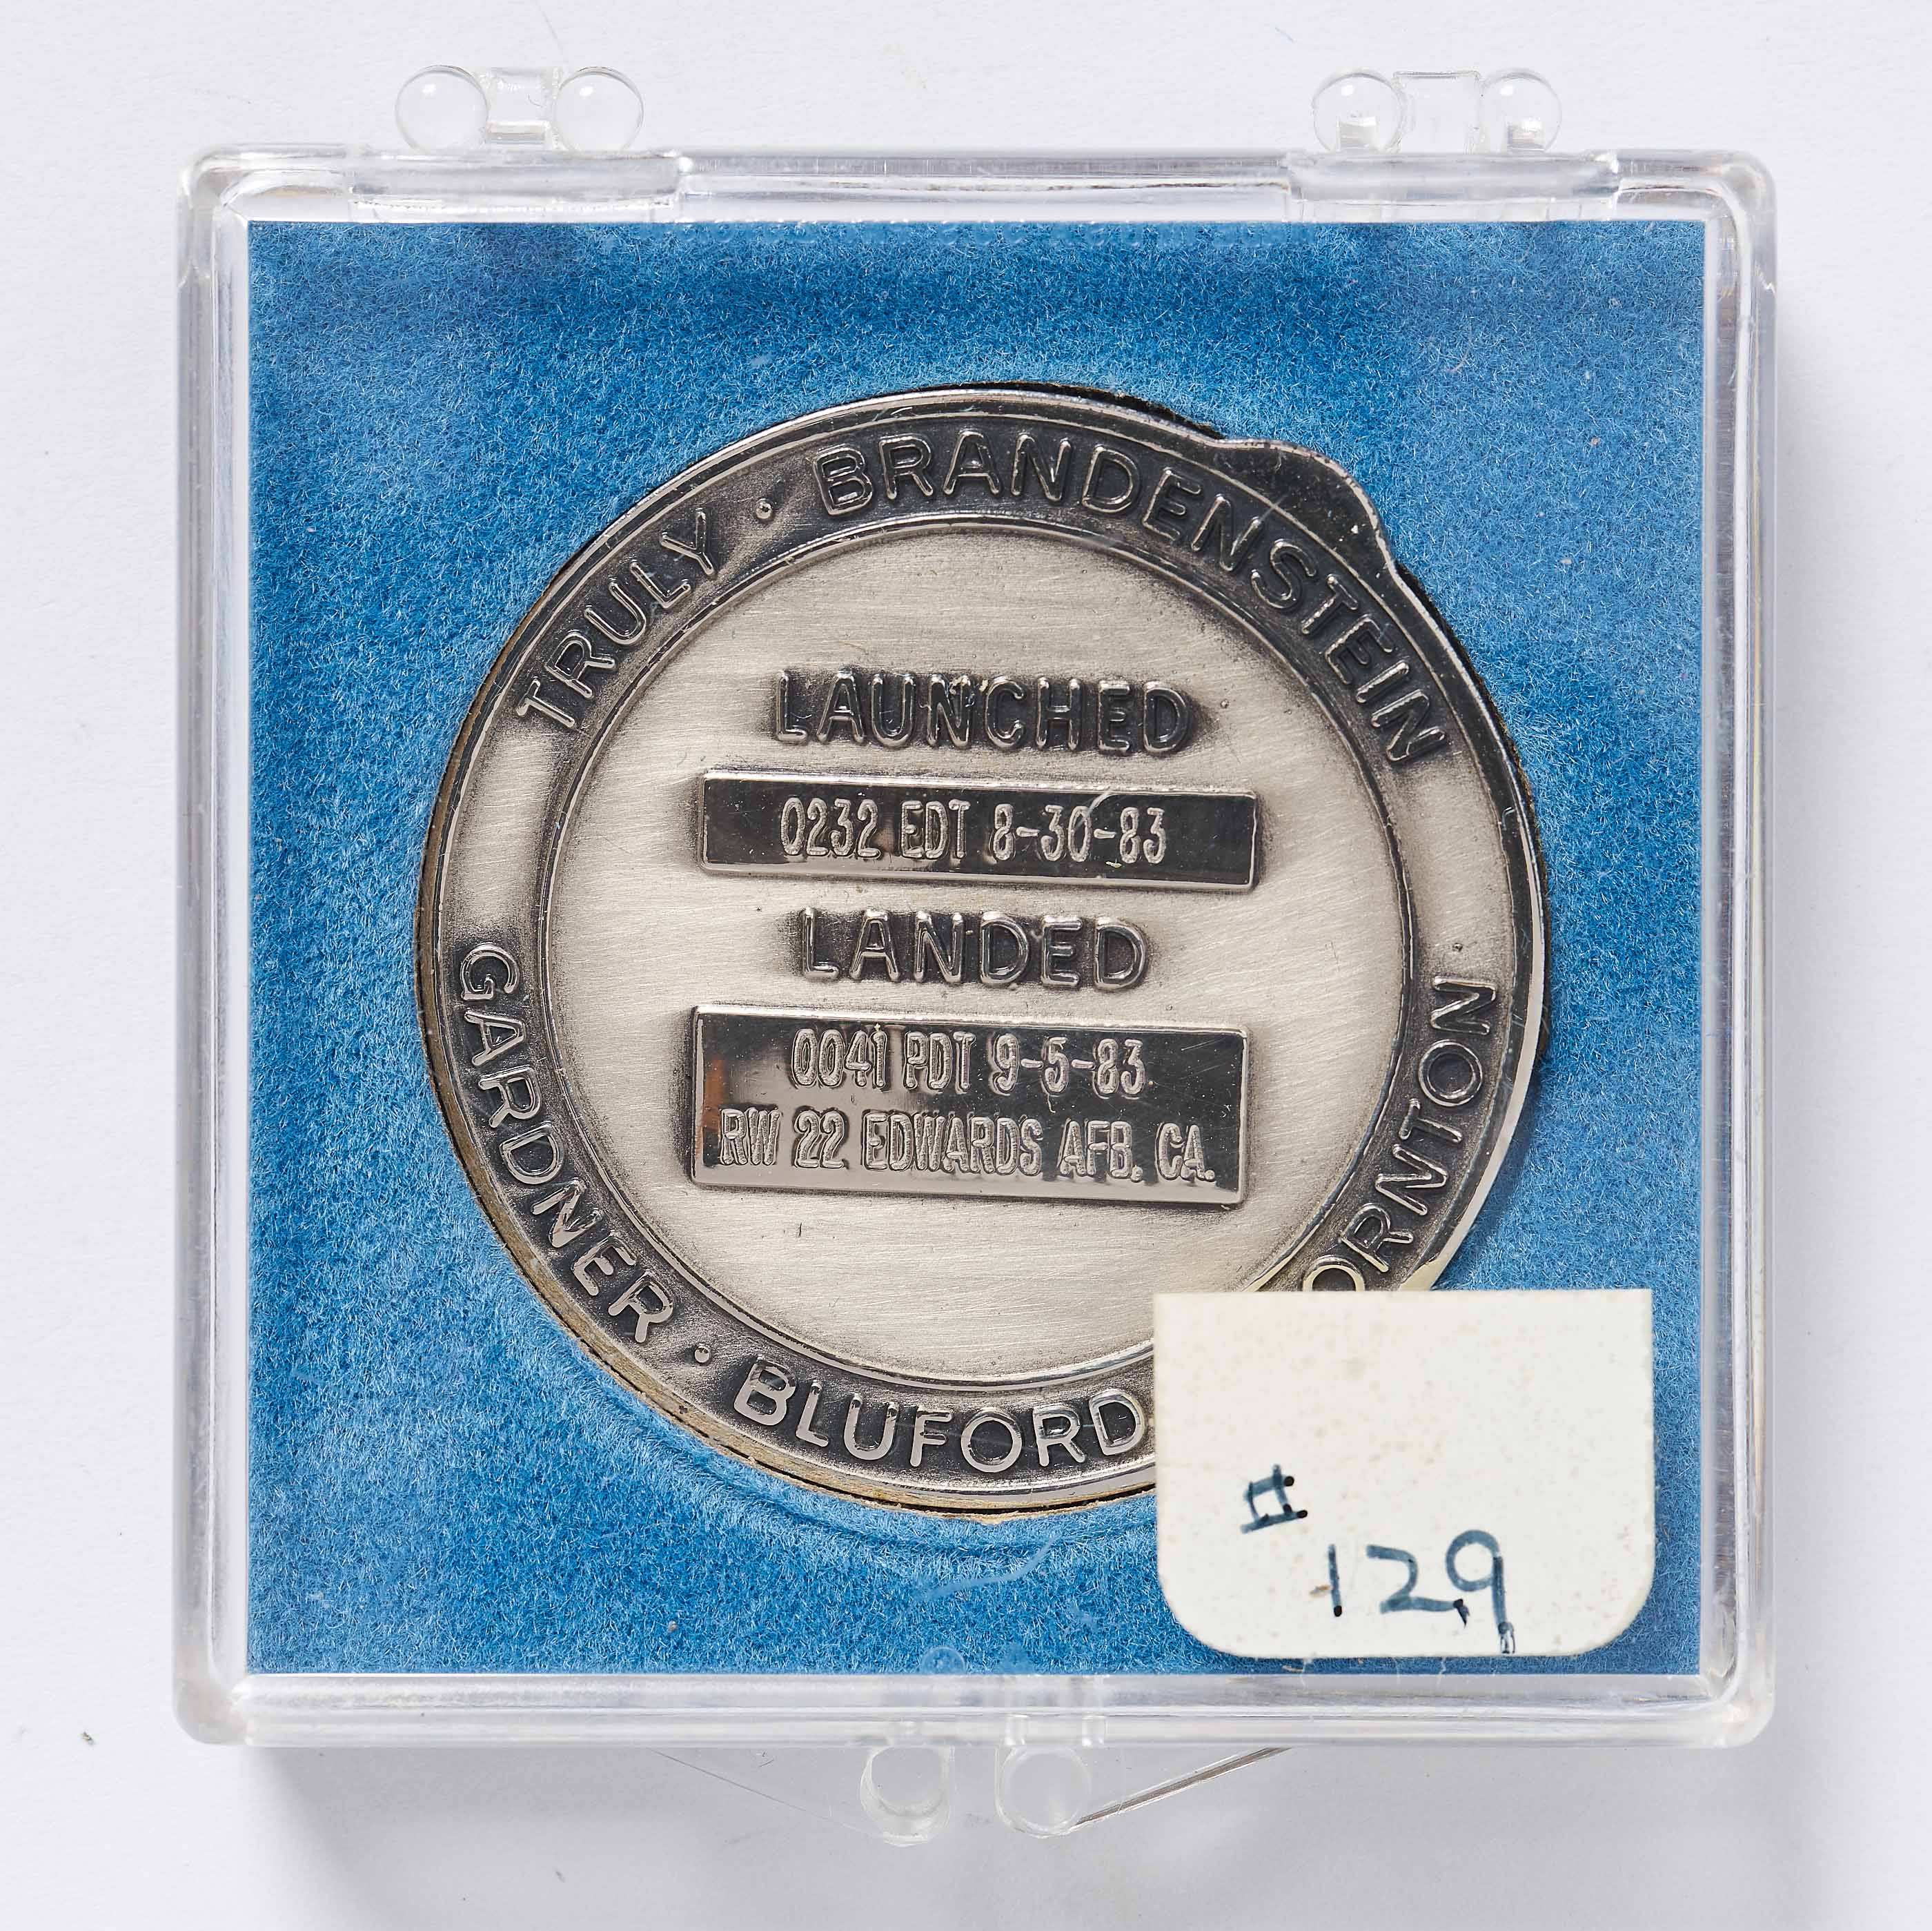 TRULY · BRANDENSTEIN
LAUNCHED
0232 EDT 8-30-83
LANDED
0041 PDT 9-5-83
RW 22 EDWARDS AFB, CA.
GARDNER · BLUFORD ORNTON
#129